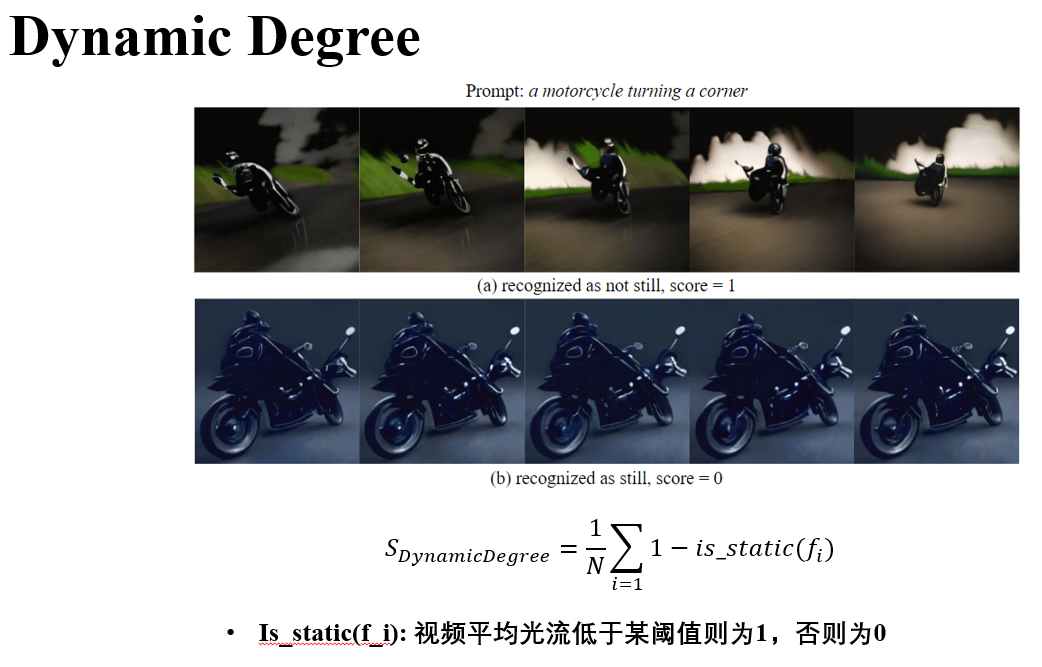 Dynamic Degree
Prompt: a motorcycle turning a corner
(a) recognized as not still, score = 1
(b) recognized as still, score = 0
S_{DynamicDegree} = \frac{1}{N} \sum_{i=1} 1 − is_static(f_i)
• Is_static(f_i): 视频平均光流低于某阈值则为1，否则为0